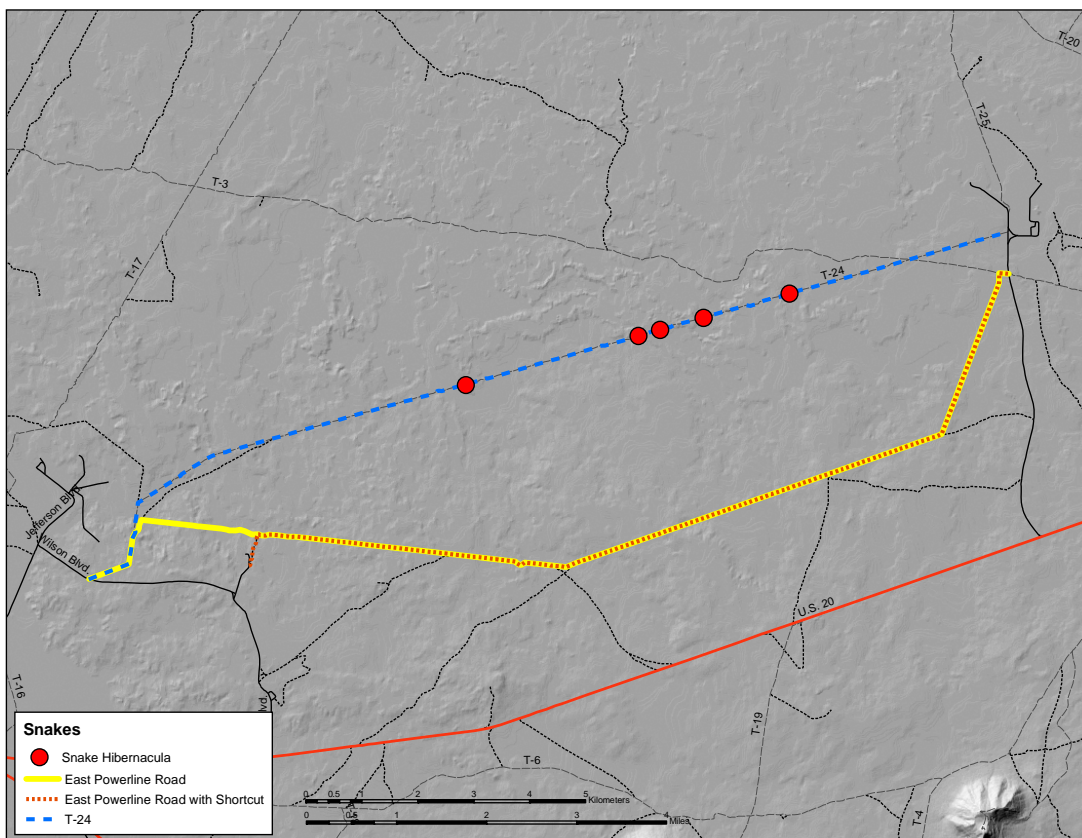 T-20
T-25
T-3
T-17
T-24
Jefferson Blvd.
Wilson Blvd.
U.S. 20
T-16
lvd.
T-19
T-6
T-4
Snakes
Snake Hibernacula
East Powerline Road
East Powerline Road with Shortcut
T-24
0 0.5 1 2 3 4 5
Kilometers
0 0.5 1 2 3 4
Miles